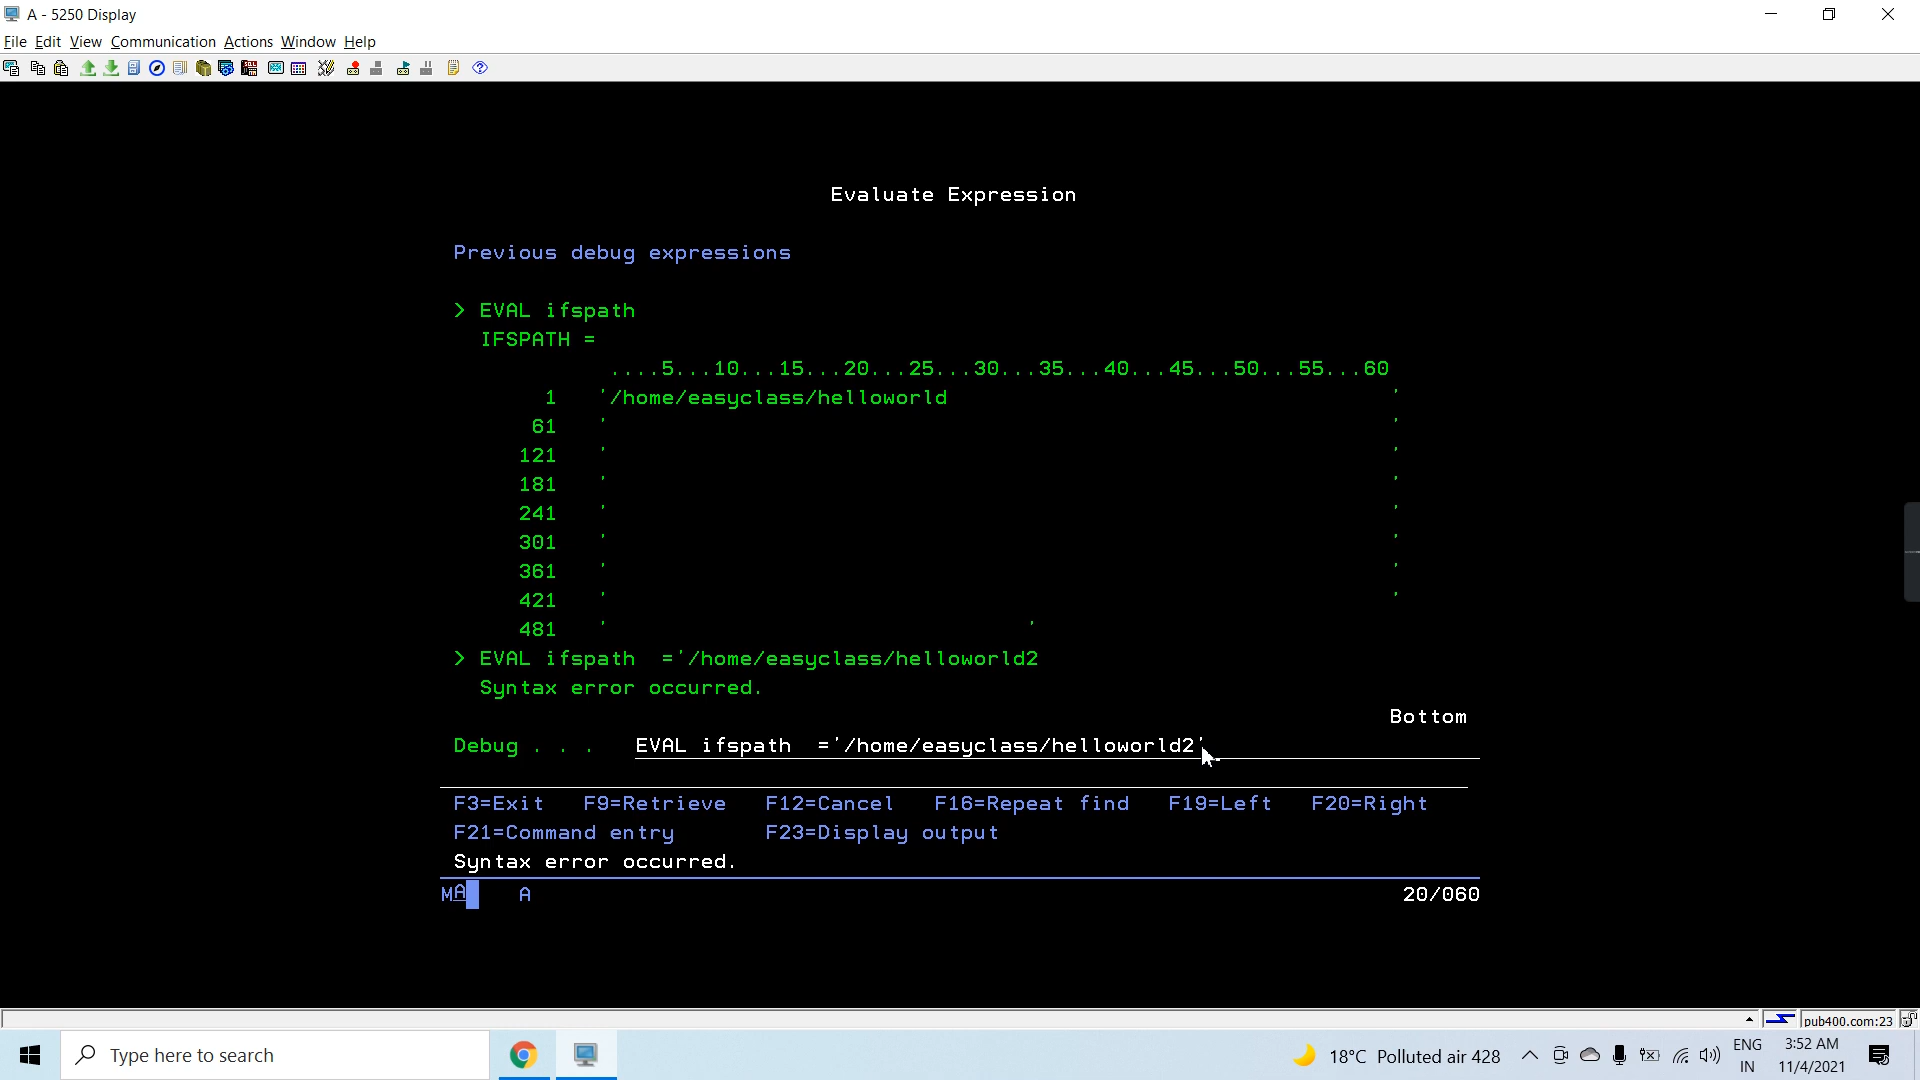 A - 5250 Display
File Edit View Communication Actions Window Help
Evaluate Expression
Previous debug expressions
> EVAL ifspath
IFSPATH =
....5...10...15...20...25...30...35...40...45...50...55...60
1 '/home/easyclass/helloworld '
61 ' '
121 ' '
181 ' '
241 ' '
301 ' '
361 ' '
421 ' '
481 ' '
> EVAL ifspath  ='/home/easyclass/helloworld2
Syntax error occurred.
Bottom
Debug . . . EVAL ifspath  ='/home/easyclass/helloworld2'
F3=Exit F9=Retrieve F12=Cancel F16=Repeat find F19=Left F20=Right
F21=Command entry F23=Display output
Syntax error occurred.
MA A 20/060
pub400.com:23
Type here to search
18°C Polluted air 428
ENG
IN
3:52 AM
11/4/2021